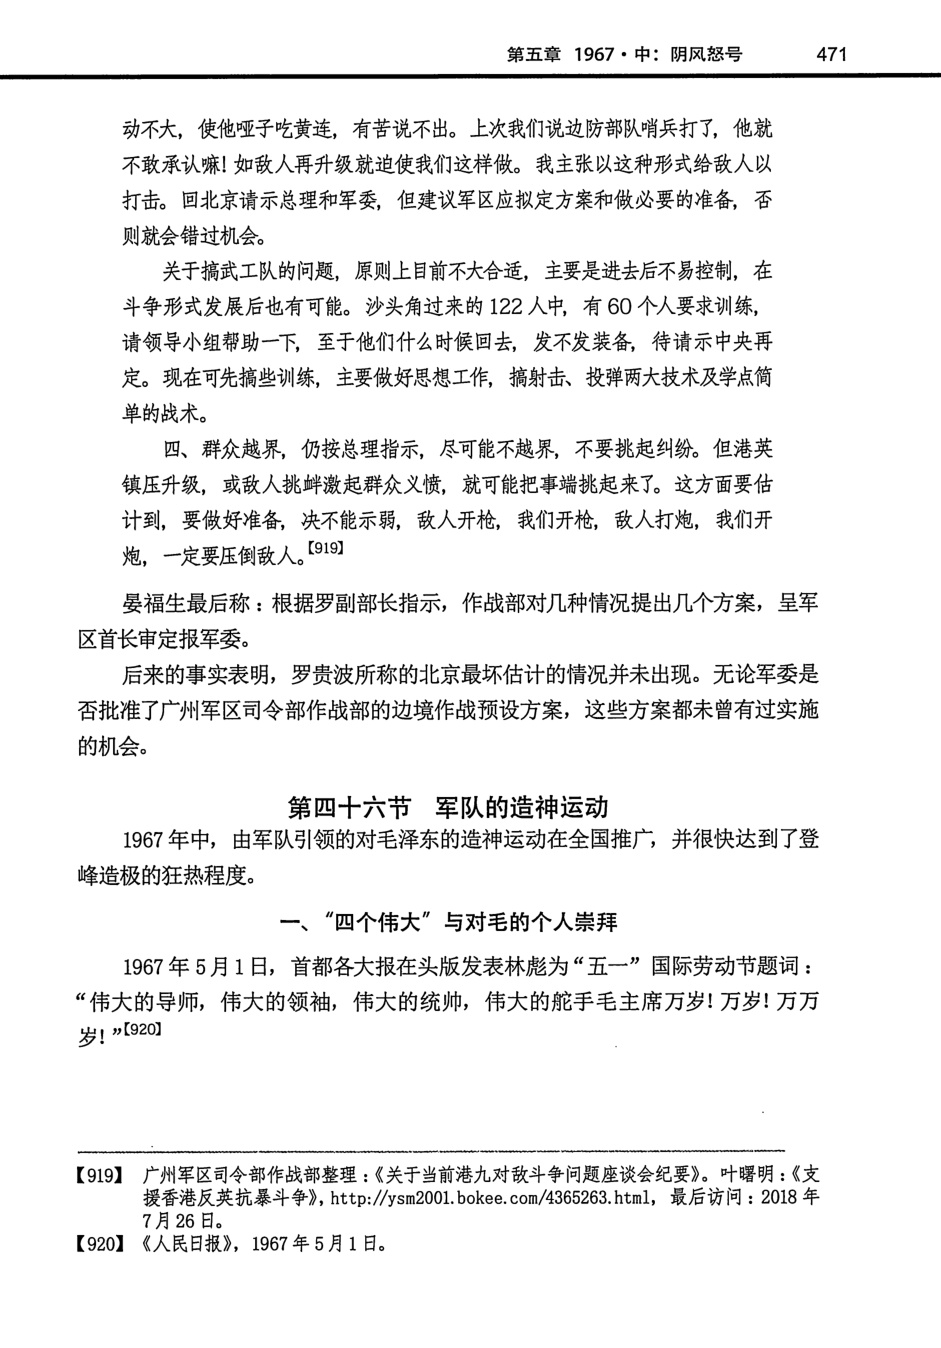 第五章 1967·中：阴风怒号 471
动不大，使他哑子吃黄连，有苦说不出。上次我们说边防部队哨兵打了，他就
不敢承认嘛！如敌人再升级就迫使我们这样做。我主张以这种形式给敌人以
打击。回北京请示总理和军委，但建议军区应拟定方案和做必要的准备，否
则就会错过机会。
关于搞武工队的问题，原则上目前不大合适，主要是进去后不易控制，在
斗争形式发展后也有可能。沙头角过来的 122 人中，有 60 个人要求训练，
请领导小组帮助一下，至于他们什么时候回去，发不发装备，待请示中央再
定。现在可先搞些训练，主要做好思想工作，搞射击、投弹两大技术及学点简
单的战术。
四、群众越界，仍按总理指示，尽可能不越界，不要挑起纠纷。但港英
镇压升级，或敌人挑衅激起群众义愤，就可能把事端挑起来了。这方面要估
计到，要做好准备，决不能示弱，敌人开枪，我们开枪，敌人打炮，我们开
炮，一定要压倒敌人。【919】
晏福生最后称：根据罗副部长指示，作战部对几种情况提出几个方案，呈军
区首长审定报军委。
后来的事实表明，罗贵波所称的北京最坏估计的情况并未出现。无论军委是
否批准了广州军区司令部作战部的边境作战预设方案，这些方案都未曾有过实施
的机会。
第四十六节 军队的造神运动
1967 年中，由军队引领的对毛泽东的造神运动在全国推广，并很快达到了登
峰造极的狂热程度。
一、“四个伟大”与对毛的个人崇拜
1967 年 5 月 1 日，首都各大报在头版发表林彪为“五一”国际劳动节题词：
“伟大的导师，伟大的领袖，伟大的统帅，伟大的舵手毛主席万岁！万岁！万万
岁！”【920】
【919】 广州军区司令部作战部整理：《关于当前港九对敌斗争问题座谈会纪要》。叶曙明：《支
援香港反英抗暴斗争》，http://ysm2001.bokee.com/4365263.html，最后访问：2018 年
7 月 26 日。
【920】 《人民日报》，1967 年 5 月 1 日。